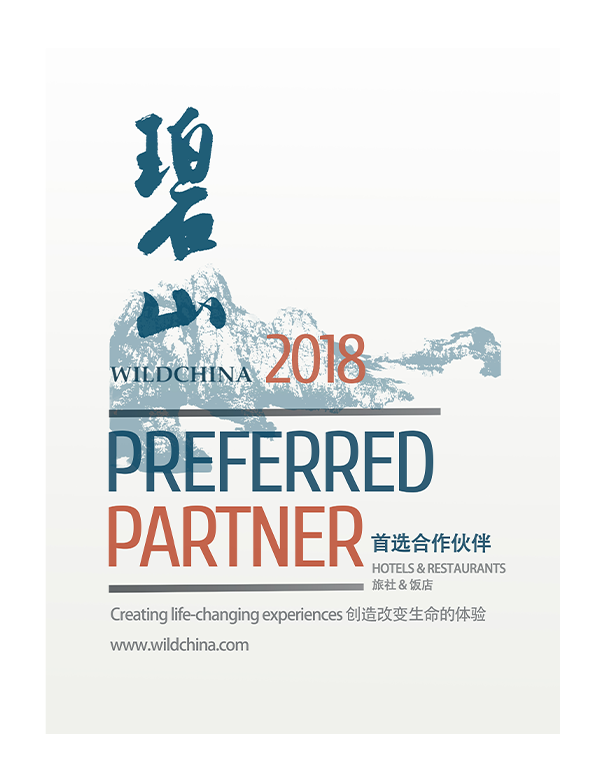 碧
山
WILDCHINA 2018
PREFERRED
PARTNER 首选合作伙伴
HOTELS & RESTAURANTS
旅社 & 饭店
Creating life-changing experiences 创造改变生命的体验
www.wildchina.com